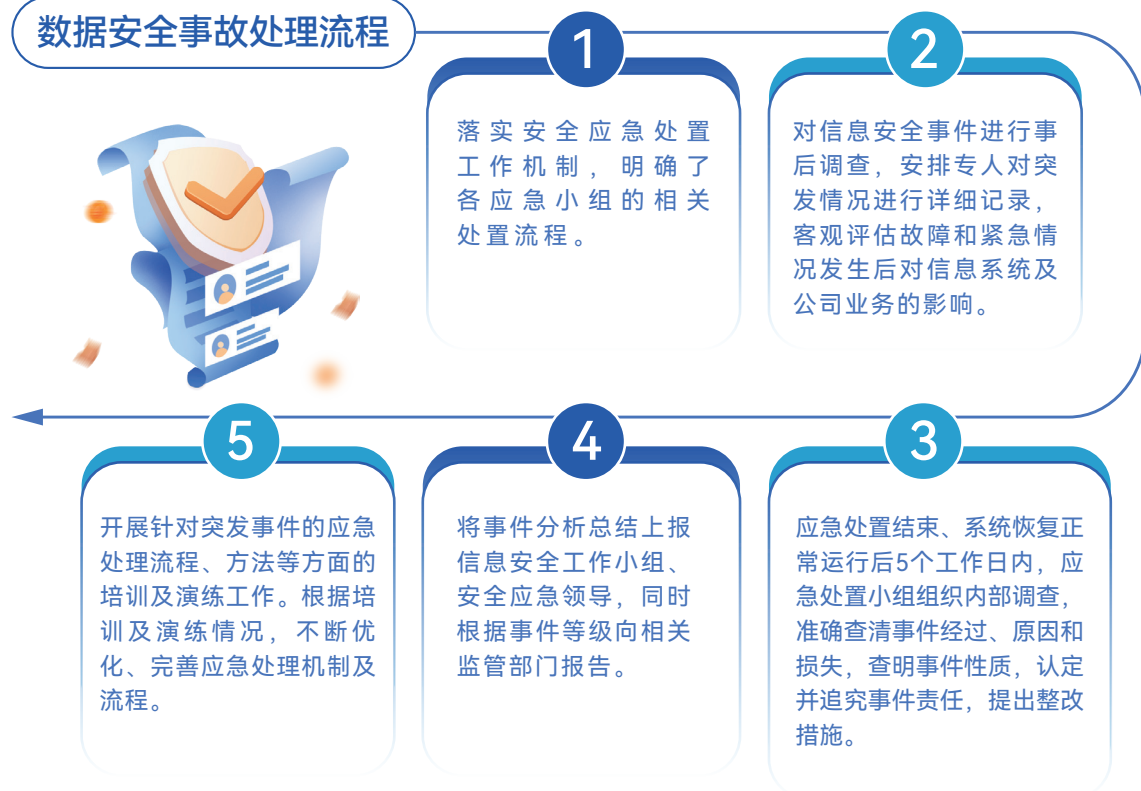 数据安全事故处理流程
1
落实安全应急处置
工作机制，明确了
各应急小组的相关
处置流程。
2
对信息安全事件进行事
后调查，安排专人对突
发情况进行详细记录，
客观评估故障和紧急情
况发生后对信息系统及
公司业务的影响。
3
应急处置结束、系统恢复正
常运行后5个工作日内，应
急处置小组组织内部调查，
准确查清事件经过、原因和
损失，查明事件性质，认定
并追究事件责任，提出整改
措施。
4
将事件分析总结上报
信息安全工作小组、
安全应急领导，同时
根据事件等级向相关
监管部门报告。
5
开展针对突发事件的应急
处理流程、方法等方面的
培训及演练工作。根据培
训及演练情况，不断优
化、完善应急处理机制及
流程。